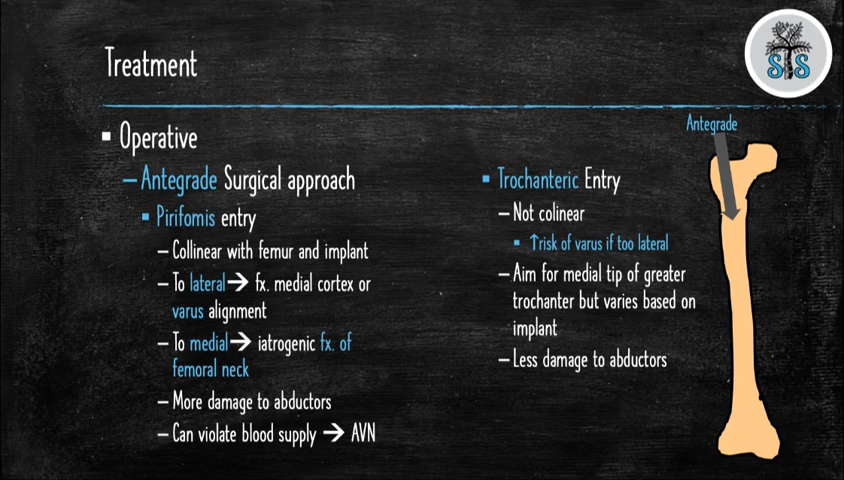 STS
Treatment
▪ Operative
– Antegrade Surgical approach
▪ Pirifomis entry
– Collinear with femur and implant
– To lateral→ fx. medial cortex or
varus alignment
– To medial→ iatrogenic fx. of
femoral neck
– More damage to abductors
– Can violate blood supply → AVN
▪ Trochanteric Entry
– Not colinear
▪ ↑risk of varus if too lateral
– Aim for medial tip of greater
trochanter but varies based on
implant
– Less damage to abductors
Antegrade